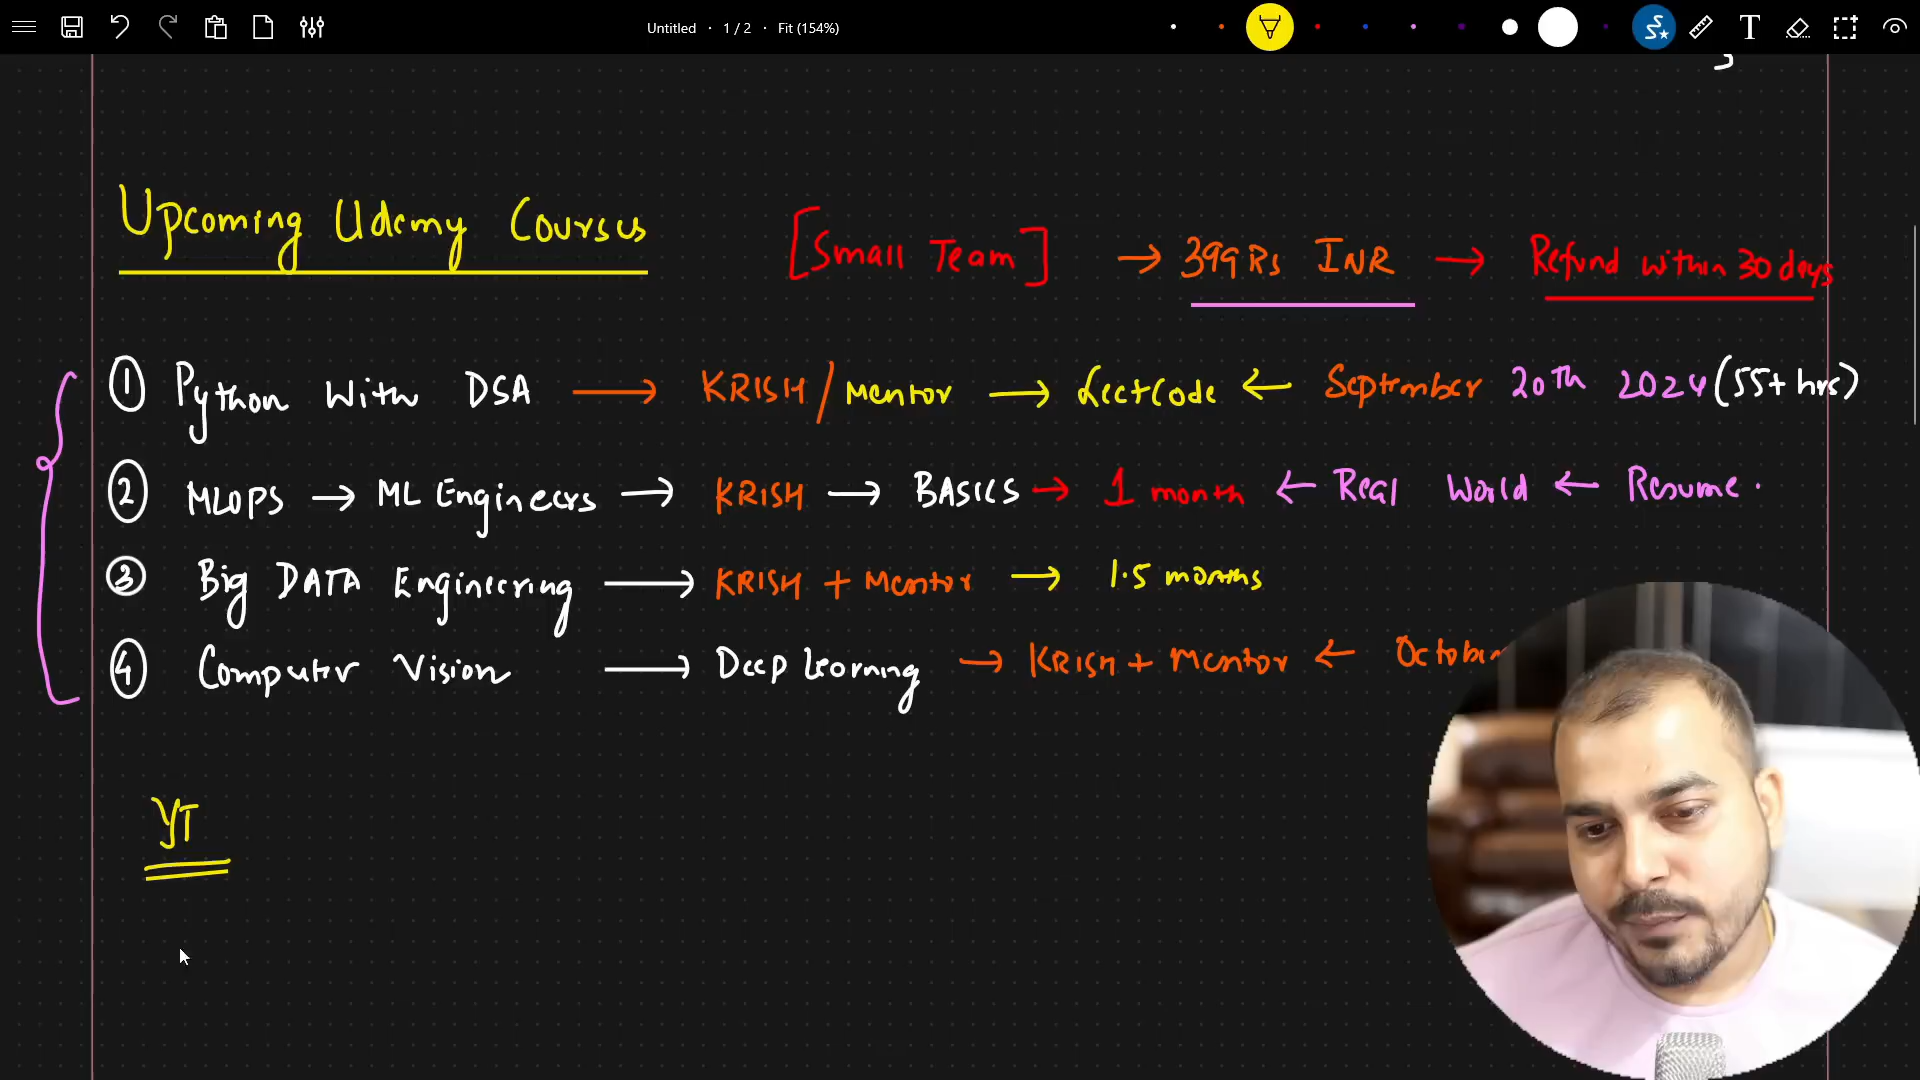 Untitled · 1 / 2 · Fit (154%)
Upcoming Udemy Courses [Small Team] → 399 Rs INR → Refund within 30 days
① Python With DSA → KRISH / Mentor → LeetCode ← September 20th 2024 (55+ hrs)
② MLOPS → ML Engineers → KRISH → BASICS → 1 month ← Real World ← Resume.
③ Big DATA Engineering → KRISH + Mentor → 1.5 months
④ Computer Vision → Deep Learning → KRISH + Mentor ← October
YT